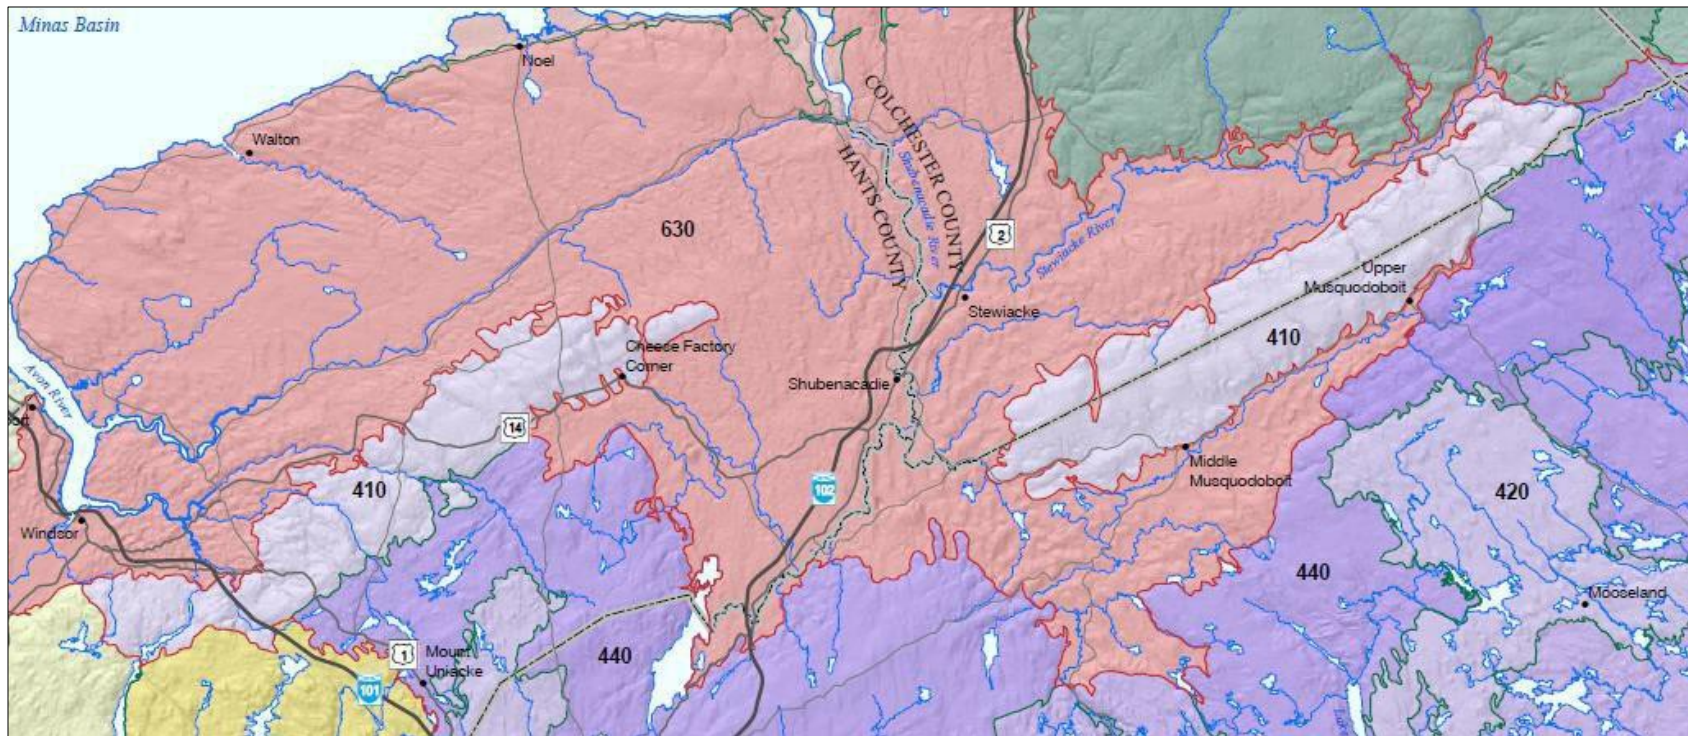 Minas Basin
Noel
Walton
COLCHESTER COUNTY
HANTS COUNTY
Shubenacadie River
630
2
Stewiacke River
Upper
Musquodoboit
Stewiacke
410
Cheese Factory
Corner
Shubenacadie
Avon River
14
Middle
Musquodoboit
410
102
420
Windsor
440
Mooseland
1
Mount
Uniacke
440
101
Lake